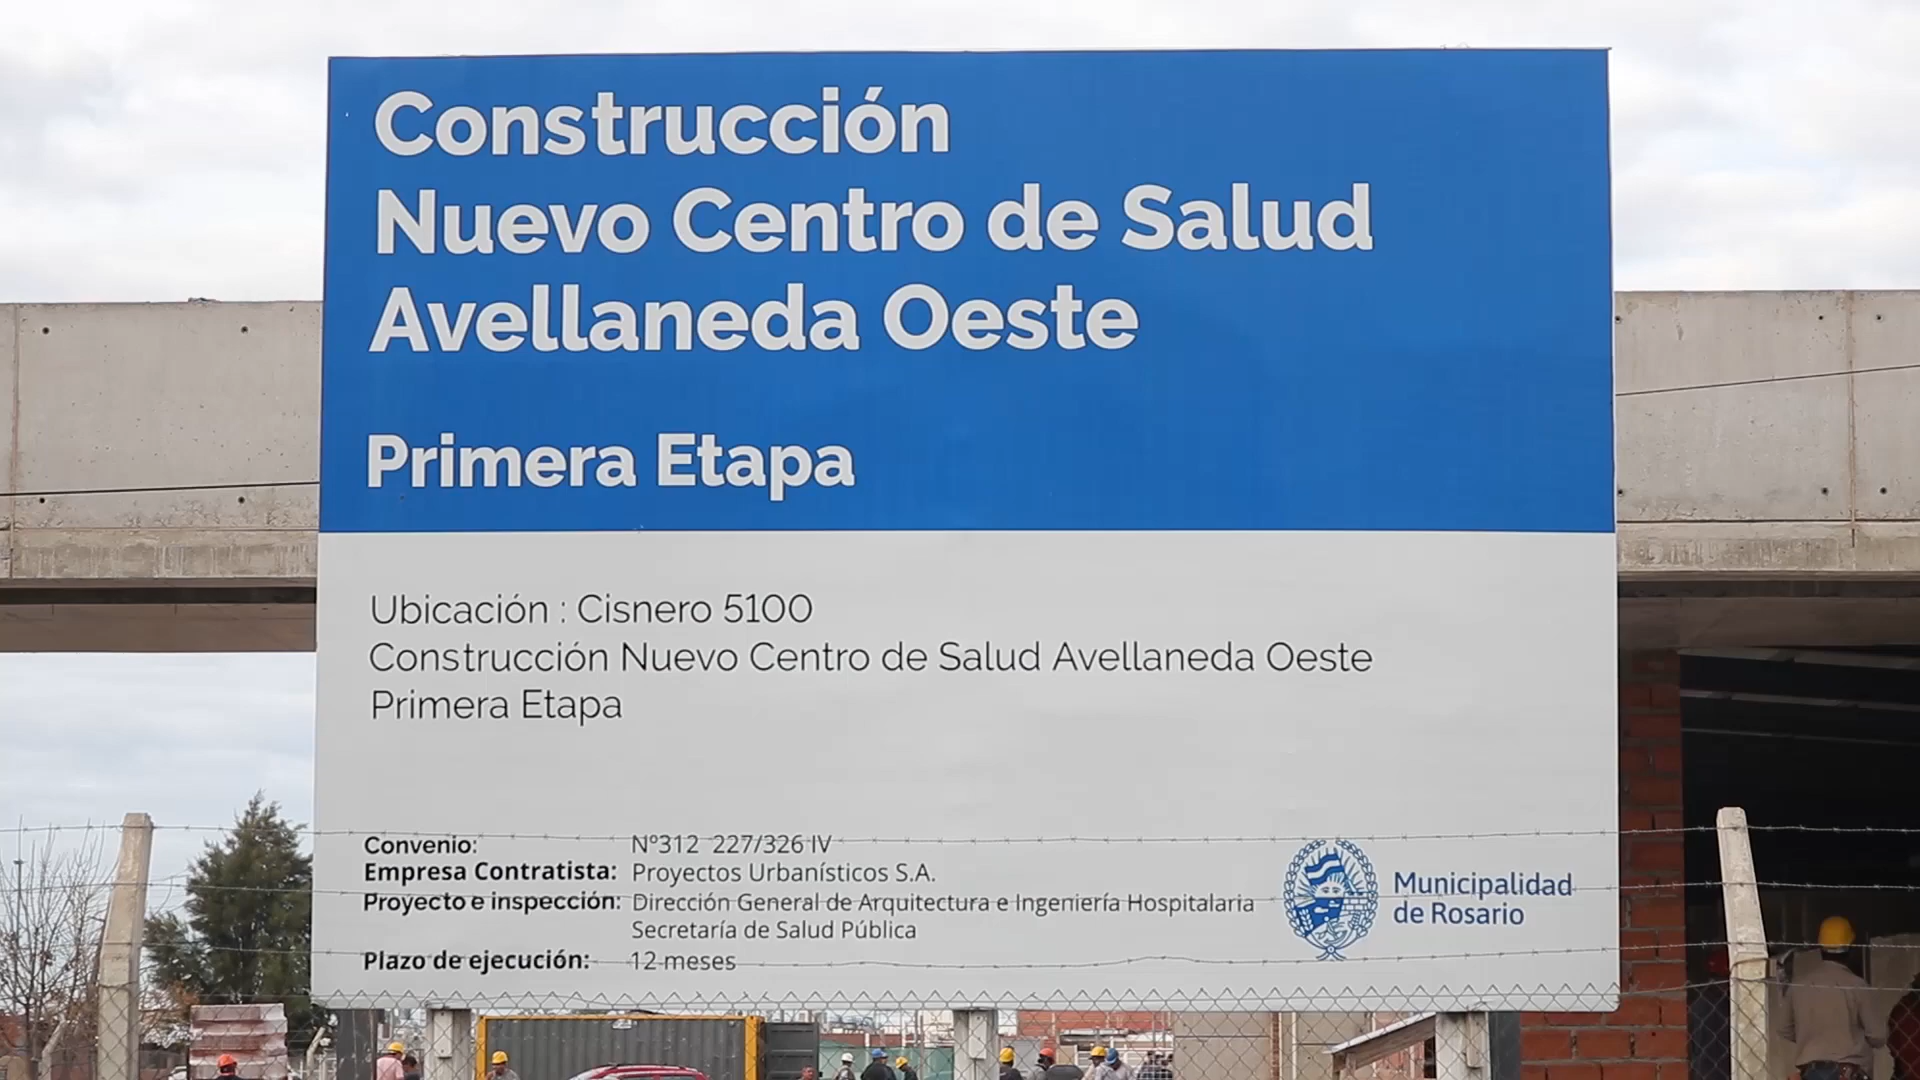 Construcción
Nuevo Centro de Salud
Avellaneda Oeste
Primera Etapa
Ubicación : Cisnero 5100
Construcción Nuevo Centro de Salud Avellaneda Oeste
Primera Etapa
Convenio: Nº312 227/326 IV
Empresa Contratista: Proyectos Urbanísticos S.A.
Proyecto e inspección: Dirección General de Arquitectura e Ingeniería Hospitalaria
Secretaría de Salud Pública
Plazo de ejecución: 12 meses
Municipalidad
de Rosario